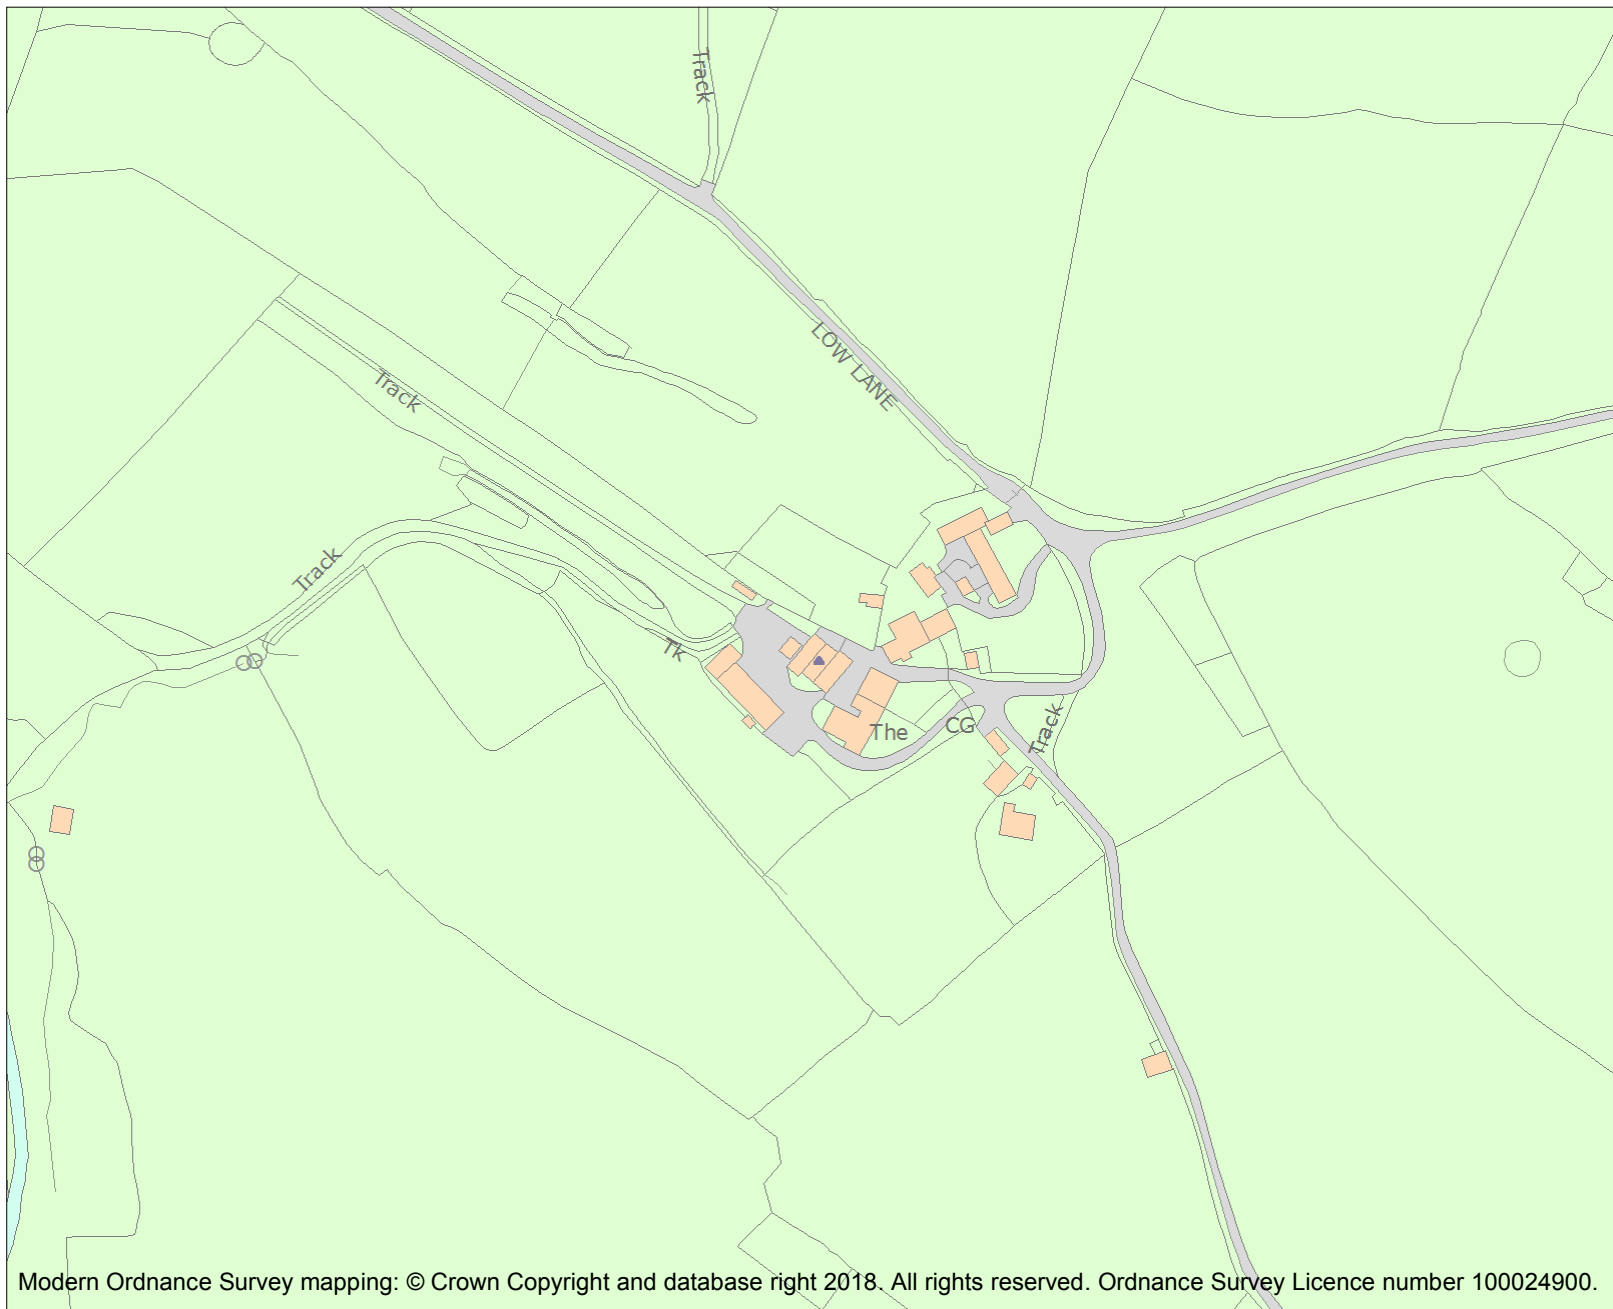 Track
LOW LANE
Track
Track
Tk
The
CG
Track
Modern Ordnance Survey mapping: © Crown Copyright and database right 2018. All rights reserved. Ordnance Survey Licence number 100024900.